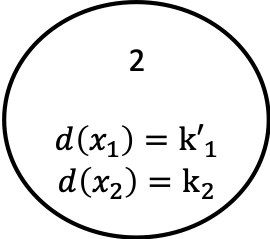 2
d(x₁) = k′₁
d(x₂) = k₂